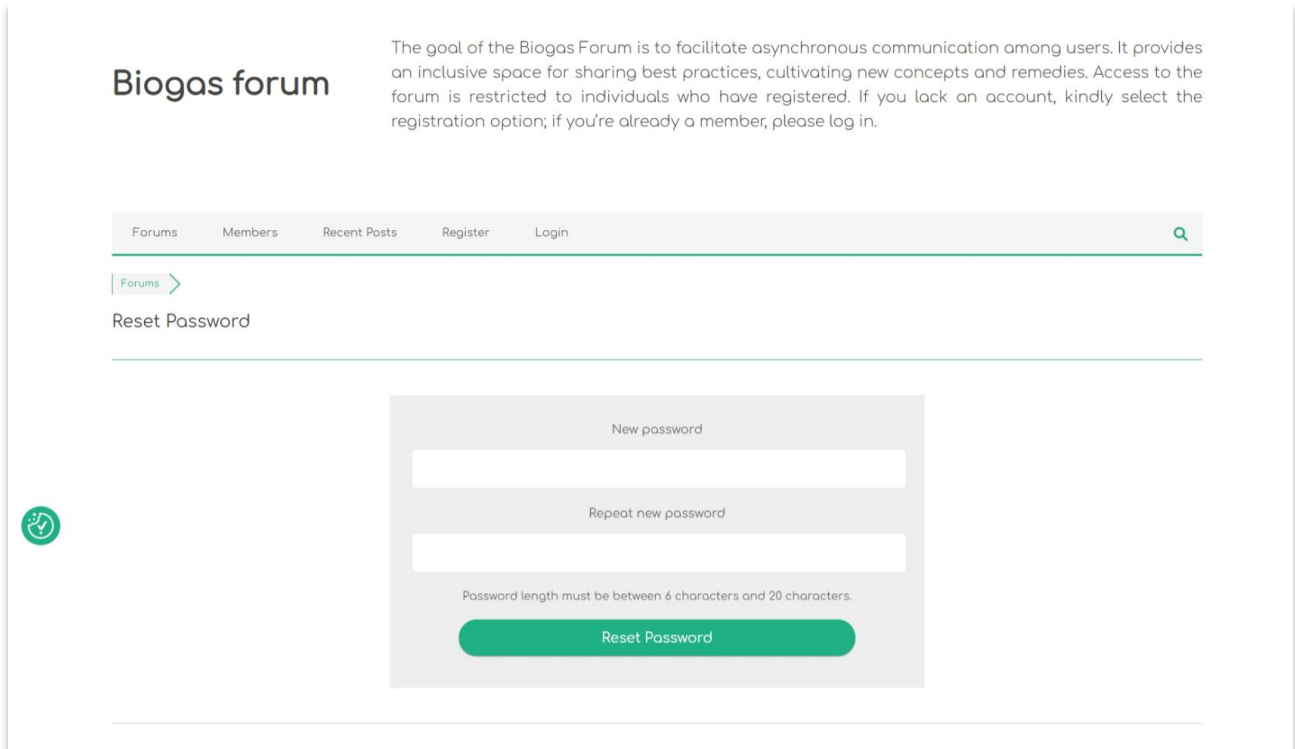 Biogas forum
The goal of the Biogas Forum is to facilitate asynchronous communication among users. It provides
an inclusive space for sharing best practices, cultivating new concepts and remedies. Access to the
forum is restricted to individuals who have registered. If you lack an account, kindly select the
registration option; if you're already a member, please log in.
Forums Members Recent Posts Register Login
Forums
Reset Password
New password
Repeat new password
Password length must be between 6 characters and 20 characters.
Reset Password